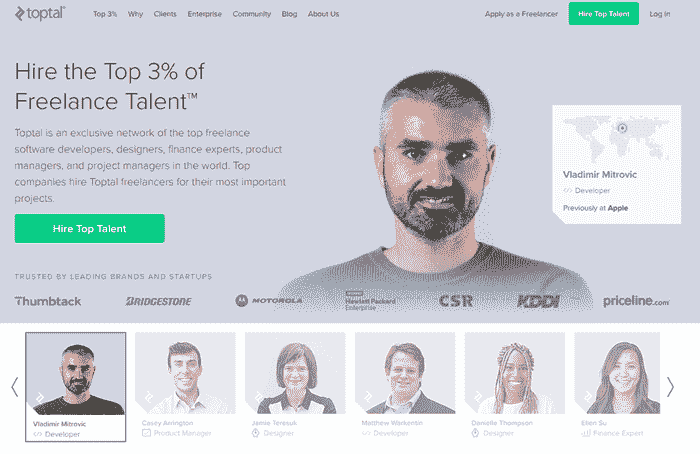 toptal
Top 3% Why Clients Enterprise Community Blog About Us Apply as a Freelancer Hire Top Talent Log In
Hire the Top 3% of
Freelance Talent™
Toptal is an exclusive network of the top freelance
software developers, designers, finance experts, product
managers, and project managers in the world. Top
companies hire Toptal freelancers for their most important
projects.
Hire Top Talent
Vladimir Mitrovic
</> Developer
Previously at Apple
TRUSTED BY LEADING BRANDS AND STARTUPS
Thumbtack BRIDGESTONE MOTOROLA Hewlett Packard
Enterprise CSR KDDI priceline.com
Vladimir Mitrovic
</> Developer
Casey Arrington
Product Manager
Jamie Teresuk
Designer
Matthew Warkentin
</> Developer
Danielle Thompson
Designer
Ellen Su
Finance Expert